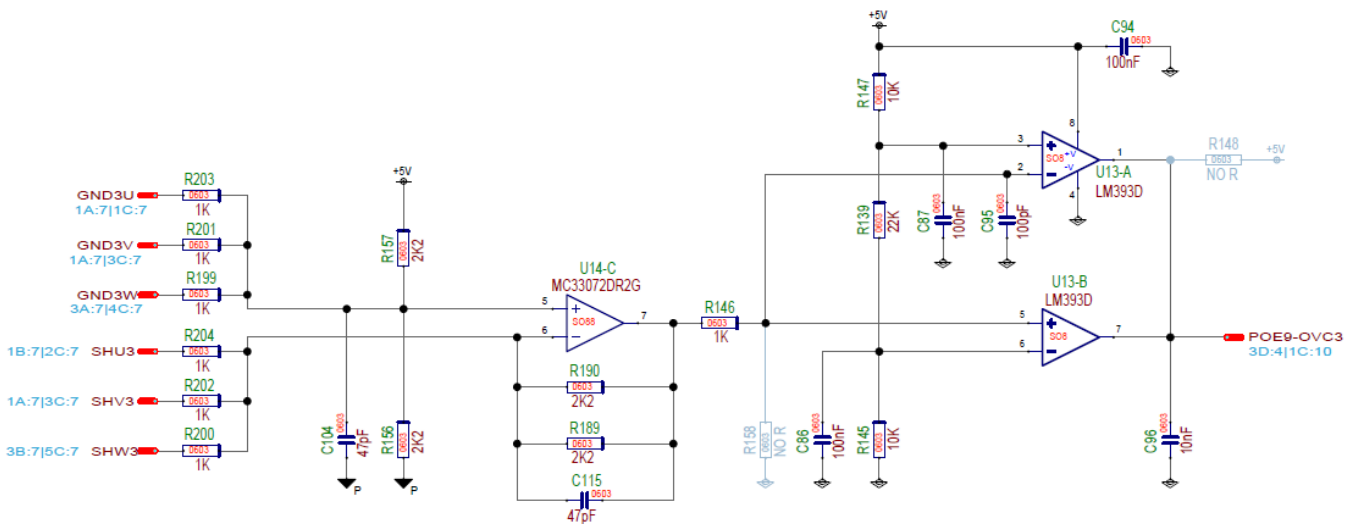 +5V
C94
0603
100nF
R147
0603
10K
8
3
1
R148
+5V
+V
SO8
0603
2
-V
NO R
R203
U13-A
GND3U
0603
4
LM393D
1A:7|1C:7
1K
+5V
R201
R139
0603
22K
C87
0603
100nF
C95
0603
100pF
GND3V
0603
1A:7|3C:7
1K
R157
0603
2K2
R199
U14-C
U13-B
GND3W
0603
MC33072DR2G
R146
LM393D
3A:7|4C:7
1K
5
7
0603
5
R204
SO88
1K
SO8
7
POE9-OVC3
1B:7|2C:7
SHU3
0603
6
6
3D:4|1C:10
1K
R190
R202
0603
1A:7|3C:7
SHV3
0603
2K2
1K
R189
R200
C104
0603
47pF
R156
0603
2K2
0603
R158
0603
NO R
C86
0603
100nF
R145
0603
10K
C96
0603
10nF
3B:7|5C:7
SHW3
0603
2K2
1K
C115
P
P
0603
47pF